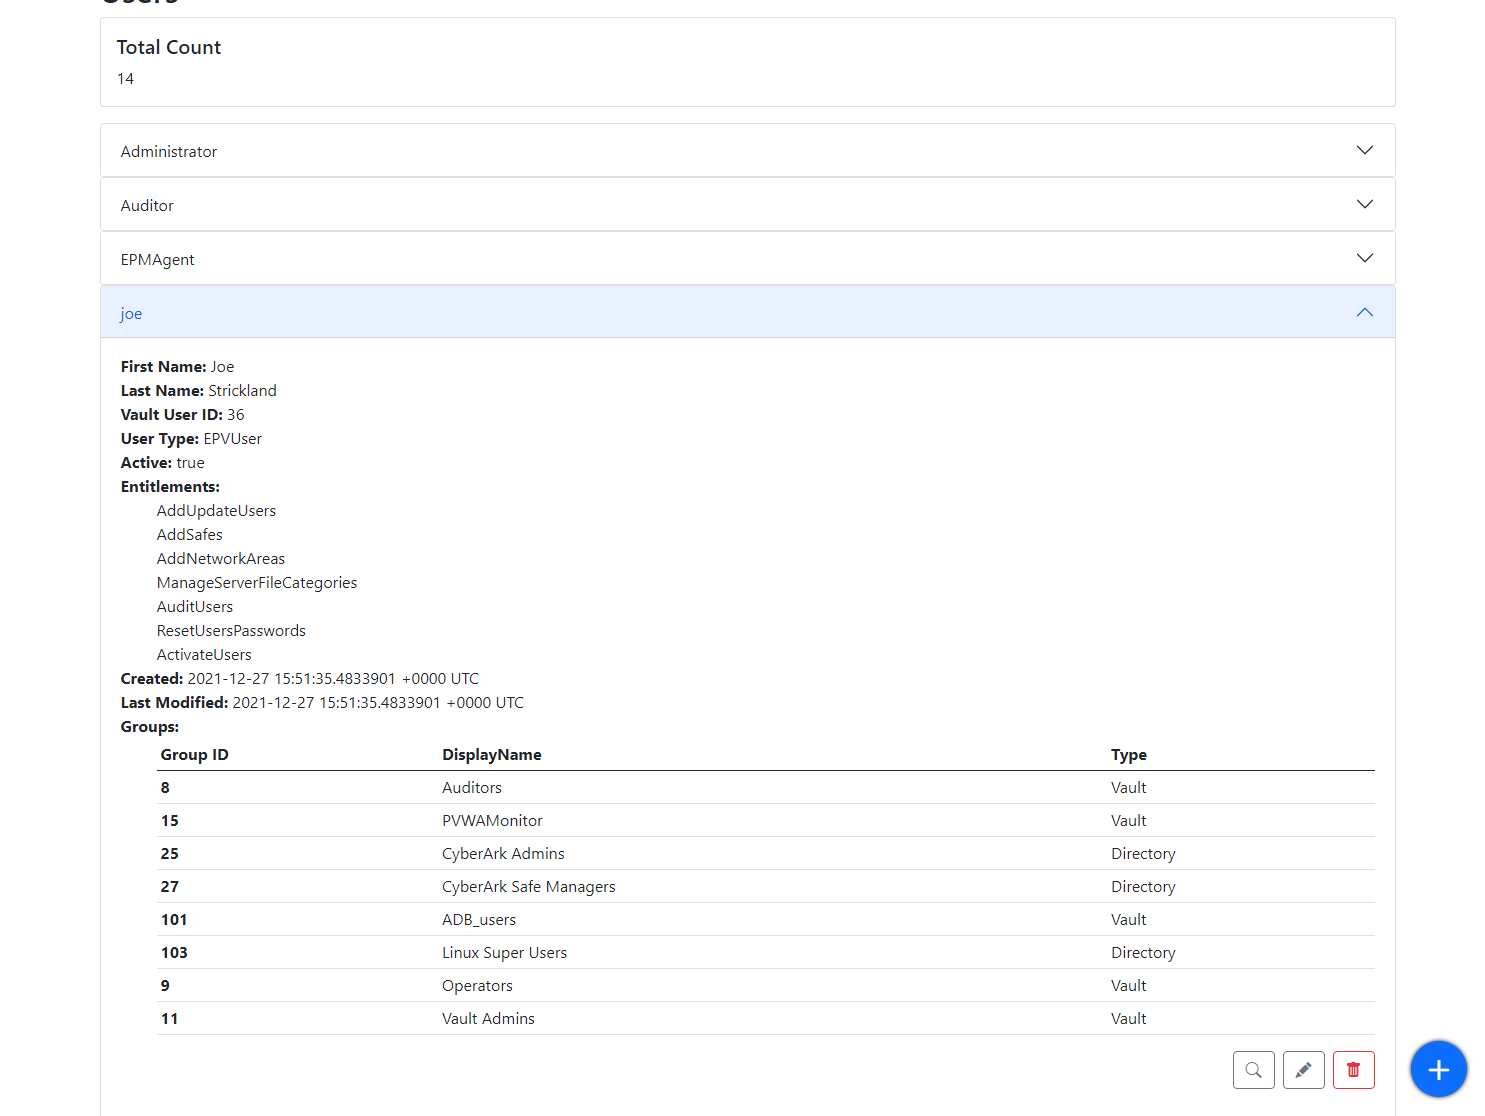 Users
Total Count
14
Administrator
Auditor
EPMAgent
joe
First Name: Joe
Last Name: Strickland
Vault User ID: 36
User Type: EPVUser
Active: true
Entitlements:
AddUpdateUsers
AddSafes
AddNetworkAreas
ManageServerFileCategories
AuditUsers
ResetUsersPasswords
ActivateUsers
Created: 2021-12-27 15:51:35.4833901 +0000 UTC
Last Modified: 2021-12-27 15:51:35.4833901 +0000 UTC
Groups:
Group ID DisplayName Type
8 Auditors Vault
15 PVWAMonitor Vault
25 CyberArk Admins Directory
27 CyberArk Safe Managers Directory
101 ADB_users Vault
103 Linux Super Users Directory
9 Operators Vault
11 Vault Admins Vault